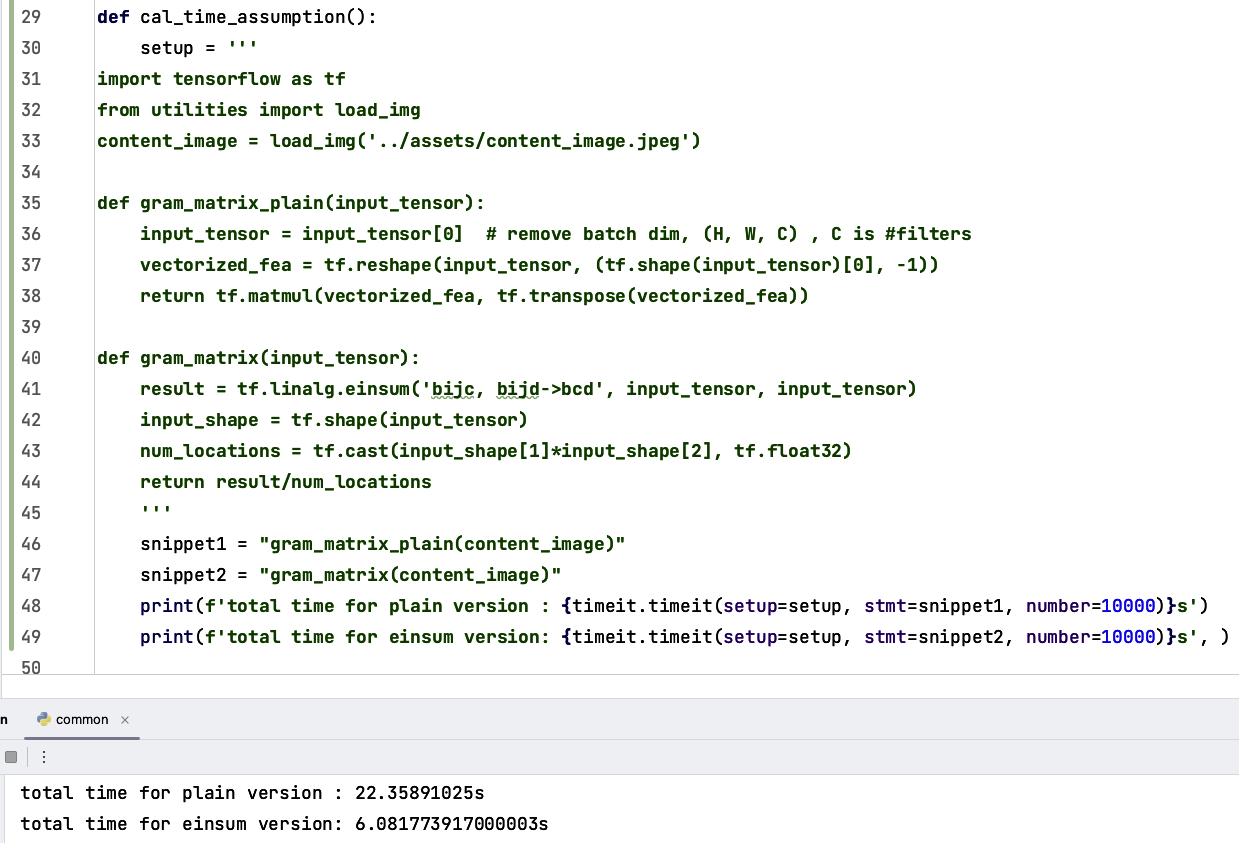 29 def cal_time_assumption():
30     setup = '''
31 import tensorflow as tf
32 from utilities import load_img
33 content_image = load_img('../assets/content_image.jpeg')
34
35 def gram_matrix_plain(input_tensor):
36     input_tensor = input_tensor[0]  # remove batch dim, (H, W, C) , C is #filters
37     vectorized_fea = tf.reshape(input_tensor, (tf.shape(input_tensor)[0], -1))
38     return tf.matmul(vectorized_fea, tf.transpose(vectorized_fea))
39
40 def gram_matrix(input_tensor):
41     result = tf.linalg.einsum('bijc, bijd->bcd', input_tensor, input_tensor)
42     input_shape = tf.shape(input_tensor)
43     num_locations = tf.cast(input_shape[1]*input_shape[2], tf.float32)
44     return result/num_locations
45     '''
46     snippet1 = "gram_matrix_plain(content_image)"
47     snippet2 = "gram_matrix(content_image)"
48     print(f'total time for plain version : {timeit.timeit(setup=setup, stmt=snippet1, number=10000)}s')
49     print(f'total time for einsum version: {timeit.timeit(setup=setup, stmt=snippet2, number=10000)}s', )
50
n common ×
total time for plain version : 22.35891025s
total time for einsum version: 6.081773917000003s